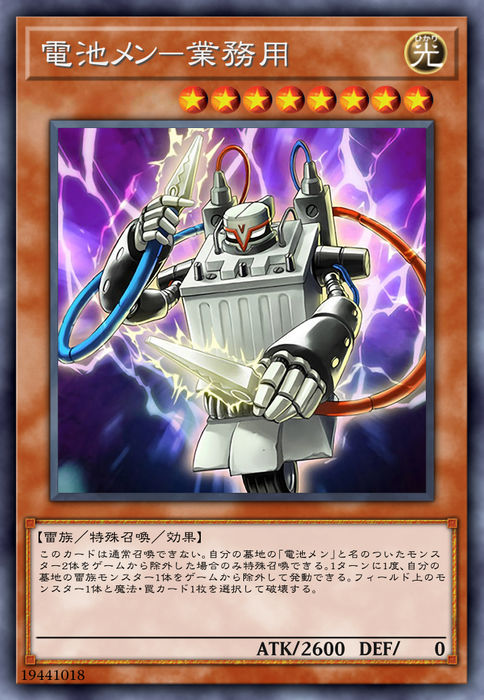 電池メン－業務用
ひかり
光
【雷族／特殊召喚／効果】
このカードは通常召喚できない。自分の墓地の「電池メン」と名のついたモンス
ター2体をゲームから除外した場合のみ特殊召喚できる。1ターンに1度、自分の
墓地の雷族モンスター1体をゲームから除外して発動できる。フィールド上のモ
ンスター1体と魔法・罠カード1枚を選択して破壊する。
ATK/2600 DEF/ 0
19441018